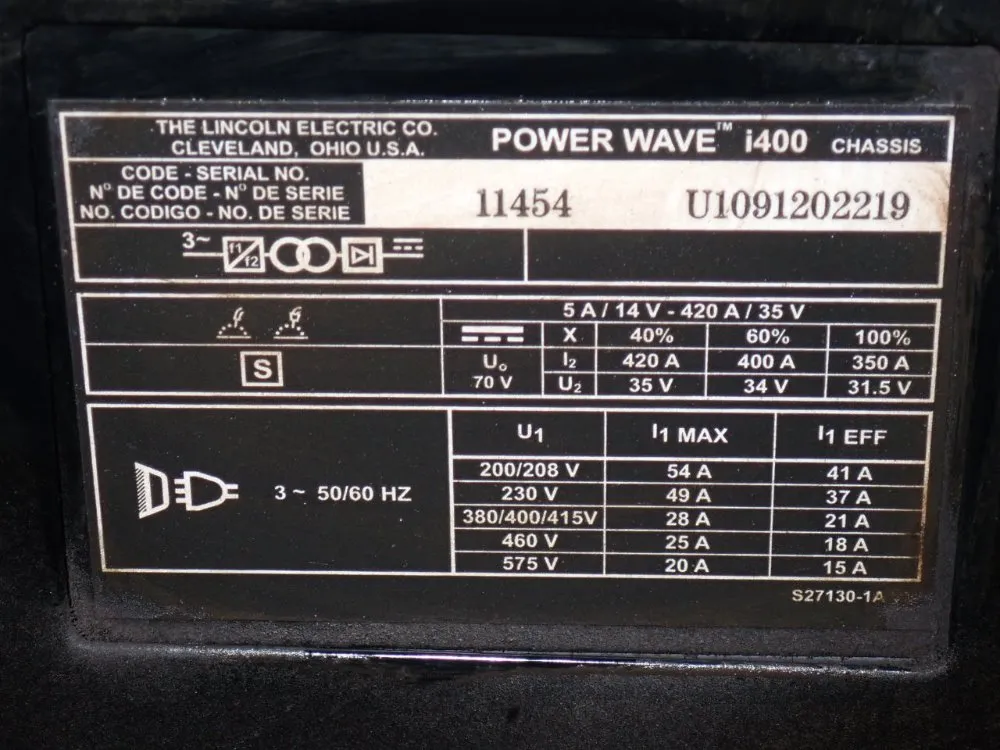 THE LINCOLN ELECTRIC CO.
CLEVELAND, OHIO U.S.A.
POWER WAVE™ i400 CHASSIS
CODE - SERIAL NO.
Nº DE CODE - Nº DE SERIE
NO. CODIGO - NO. DE SERIE
11454 U1091202219
3~ f1 f2
5 A / 14 V - 420 A / 35 V
X 40% 60% 100%
U₀ 70 V
I₂ 420 A 400 A 350 A
U₂ 35 V 34 V 31.5 V
S
3 ~ 50/60 HZ
U1 I1 MAX I1 EFF
200/208 V 54 A 41 A
230 V 49 A 37 A
380/400/415V 28 A 21 A
460 V 25 A 18 A
575 V 20 A 15 A
S27130-1A